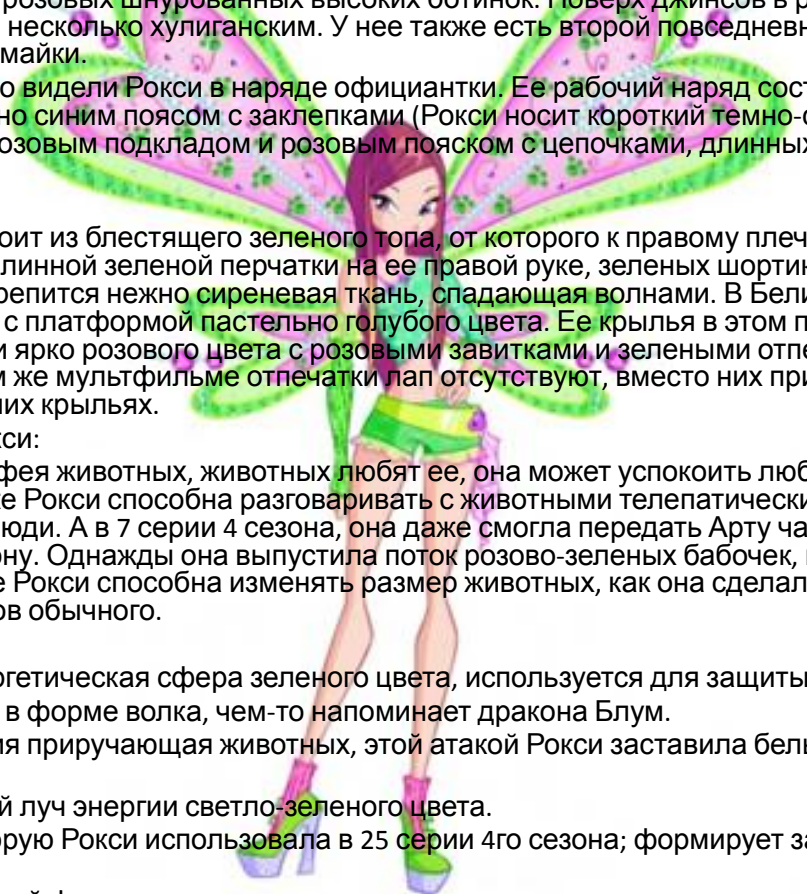 розовых шнурованных высоких ботинок. Поверх джинсов в р
несколько хулиганским. У нее также есть второй повседневн
майки.
о видели Рокси в наряде официантки. Ее рабочий наряд сост
но синим поясом с заклепками (Рокси носит короткий темно-с
розовым подкладом и розовым пояском с цепочками, длинных
оит из блестящего зеленого топа, от которого к правому плеч
линной зеленой перчатки на ее правой руке, зеленых шортин
репится нежно сиреневая ткань, спадающая волнами. В Бели
с платформой пастельно голубого цвета. Ее крылья в этом п
и ярко розового цвета с розовыми завитками и зелеными отпе
м же мультфильме отпечатки лап отсутствуют, вместо них при
них крыльях.
кси:
фея животных, животных любят ее, она может успокоить люб
же Рокси способна разговаривать с животными телепатически
юди. А в 7 серии 4 сезона, она даже смогла передать Арту ча
ону. Однажды она выпустила поток розово-зеленых бабочек,
е Рокси способна изменять размер животных, как она сделал
ов обычного.
ргетическая сфера зеленого цвета, используется для защиты
в форме волка, чем-то напоминает дракона Блум.
ия приручающая животных, этой атакой Рокси заставила бель
й луч энергии светло-зеленого цвета.
орую Рокси использовала в 25 серии 4го сезона; формирует за